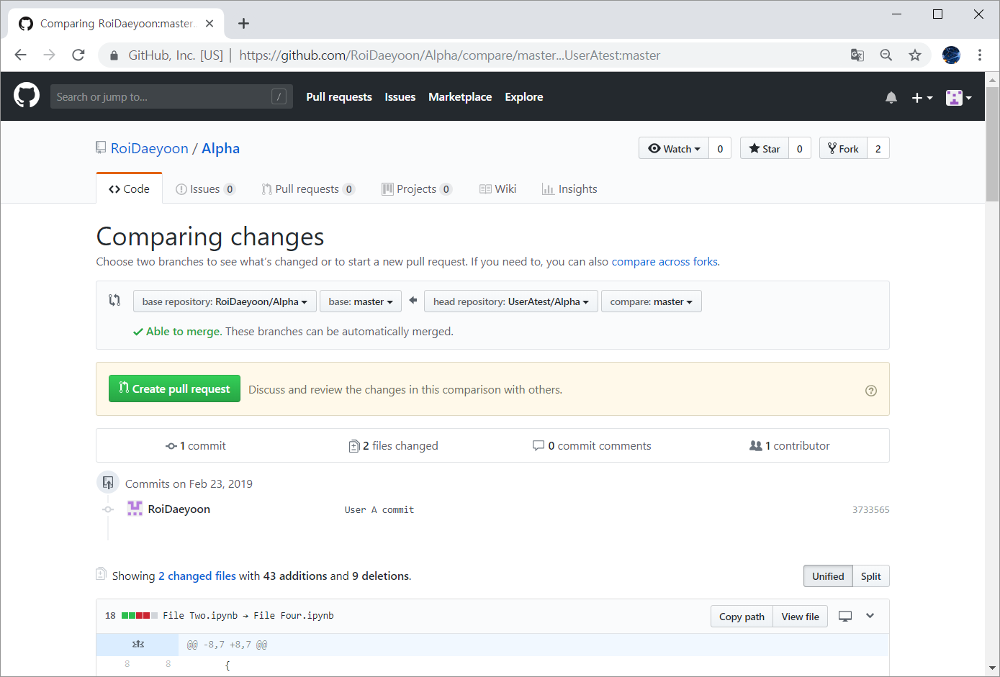 Comparing RoiDaeyoon:master...
GitHub, Inc. [US] | https://github.com/RoiDaeyoon/Alpha/compare/master...UserAtest:master
Search or jump to... / Pull requests Issues Marketplace Explore
RoiDaeyoon / Alpha Watch 0 Star 0 Fork 2
Code Issues 0 Pull requests 0 Projects 0 Wiki Insights
Comparing changes
Choose two branches to see what's changed or to start a new pull request. If you need to, you can also compare across forks.
base repository: RoiDaeyoon/Alpha base: master head repository: UserAtest/Alpha compare: master
Able to merge. These branches can be automatically merged.
Create pull request Discuss and review the changes in this comparison with others.
1 commit 2 files changed 0 commit comments 1 contributor
Commits on Feb 23, 2019
RoiDaeyoon User A commit 3733565
Showing 2 changed files with 43 additions and 9 deletions. Unified Split
18 File Two.ipynb → File Four.ipynb Copy path View file
@@ -8,7 +8,7 @@
8 8 {